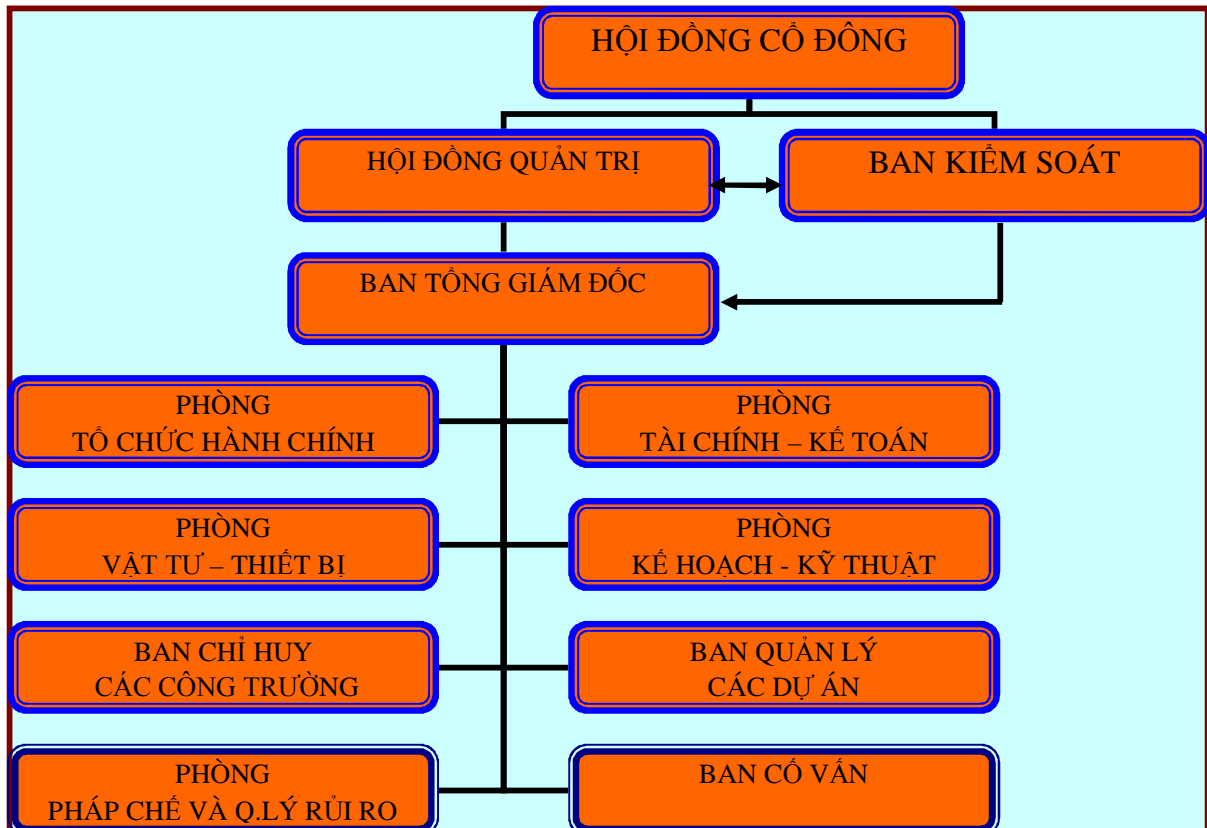 HỘI ĐỒNG CỔ ĐÔNG
HỘI ĐỒNG QUẢN TRỊ
BAN KIỂM SOÁT
BAN TỔNG GIÁM ĐỐC
PHÒNG
TỔ CHỨC HÀNH CHÍNH
PHÒNG
TÀI CHÍNH – KẾ TOÁN
PHÒNG
VẬT TƯ – THIẾT BỊ
PHÒNG
KẾ HOẠCH - KỸ THUẬT
BAN CHỈ HUY
CÁC CÔNG TRƯỜNG
BAN QUẢN LÝ
CÁC DỰ ÁN
PHÒNG
PHÁP CHẾ VÀ Q.LÝ RỦI RO
BAN CỐ VẤN